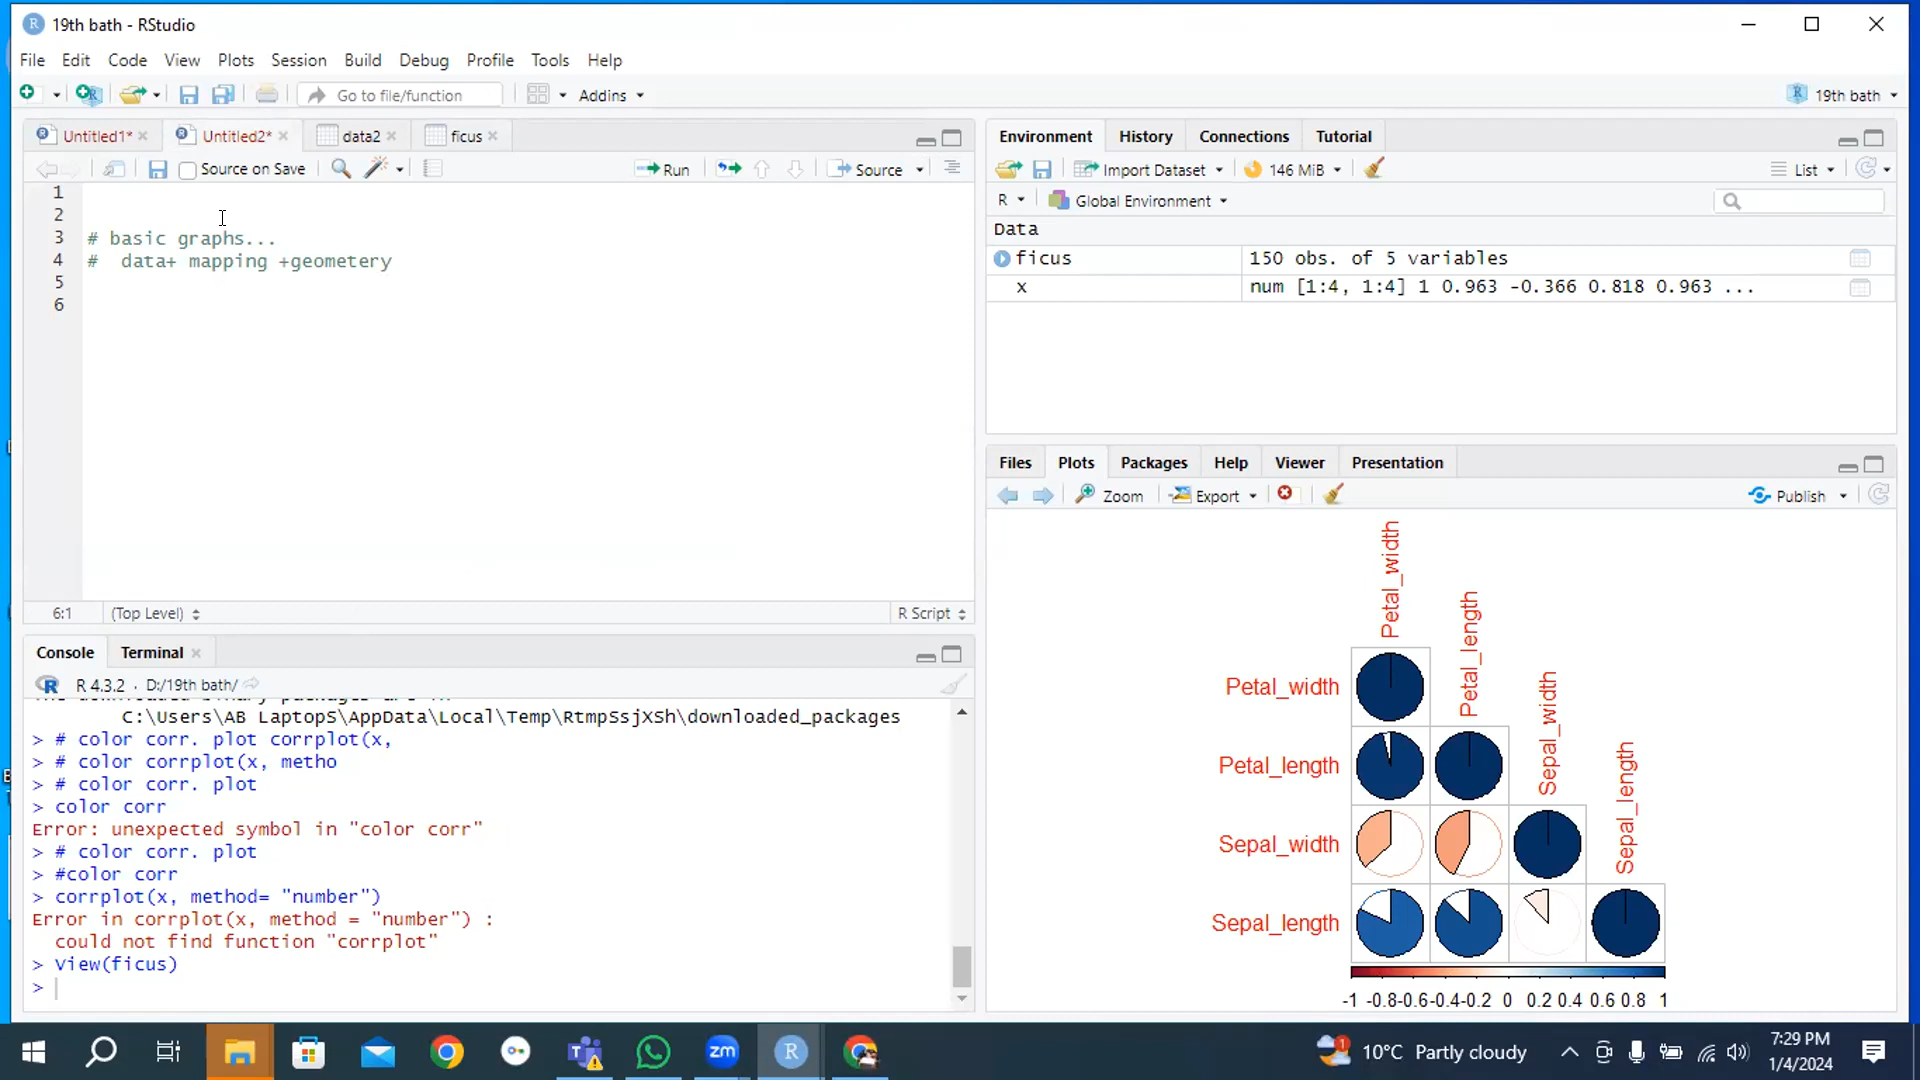 19th bath - RStudio
File Edit Code View Plots Session Build Debug Profile Tools Help
Go to file/function Addins 19th bath
Untitled1* Untitled2* data2 ficus
Source on Save Run Source
1
2
3 # basic graphs...
4 #  data+ mapping +geometery
5
6
6:1 (Top Level) R Script
Console Terminal
R 4.3.2 · D:/19th bath/
C:\Users\AB LaptopS\AppData\Local\Temp\RtmpSsjXSh\downloaded_packages
> # color corr. plot corrplot(x,
> # color corrplot(x, metho
> # color corr. plot
> color corr
Error: unexpected symbol in "color corr"
> # color corr. plot
> #color corr
> corrplot(x, method= "number")
Error in corrplot(x, method = "number") :
could not find function "corrplot"
> View(ficus)
>
Environment History Connections Tutorial
Import Dataset 146 MiB List
R Global Environment
Data
ficus 150 obs. of 5 variables
x num [1:4, 1:4] 1 0.963 -0.366 0.818 0.963 ...
Files Plots Packages Help Viewer Presentation
Zoom Export Publish
Petal_width
Petal_length
Sepal_width
Sepal_length
Petal_width
Petal_length
Sepal_width
Sepal_length
-1 -0.8 -0.6 -0.4 -0.2 0 0.2 0.4 0.6 0.8 1
zm
10°C Partly cloudy
7:29 PM
1/4/2024